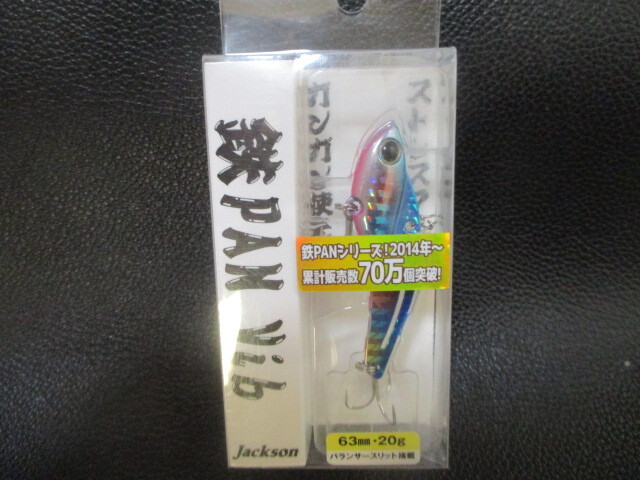 鉄PAN Vib
Jackson
ガンガン使え
鉄PANシリーズ!2014年~
累計販売数70万個突破!
63mm・20g
バランサースリット搭載